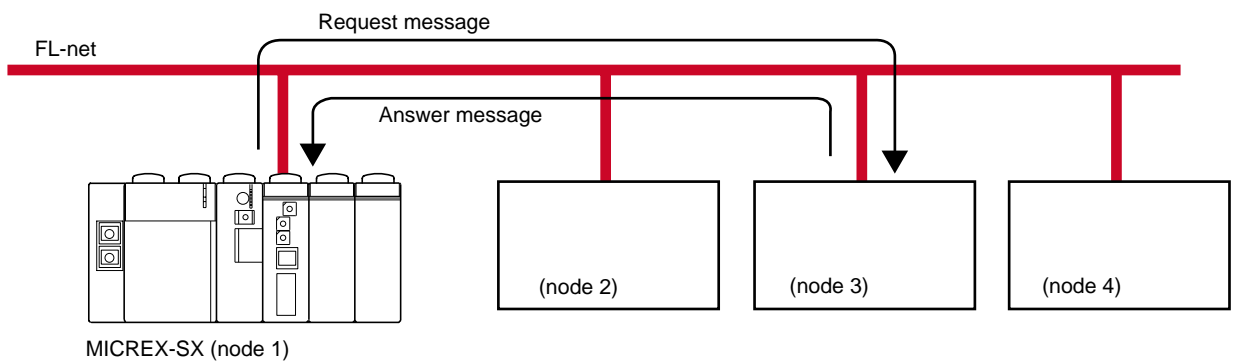 Request message
FL-net
Answer message
(node 2)
(node 3)
(node 4)
MICREX-SX (node 1)